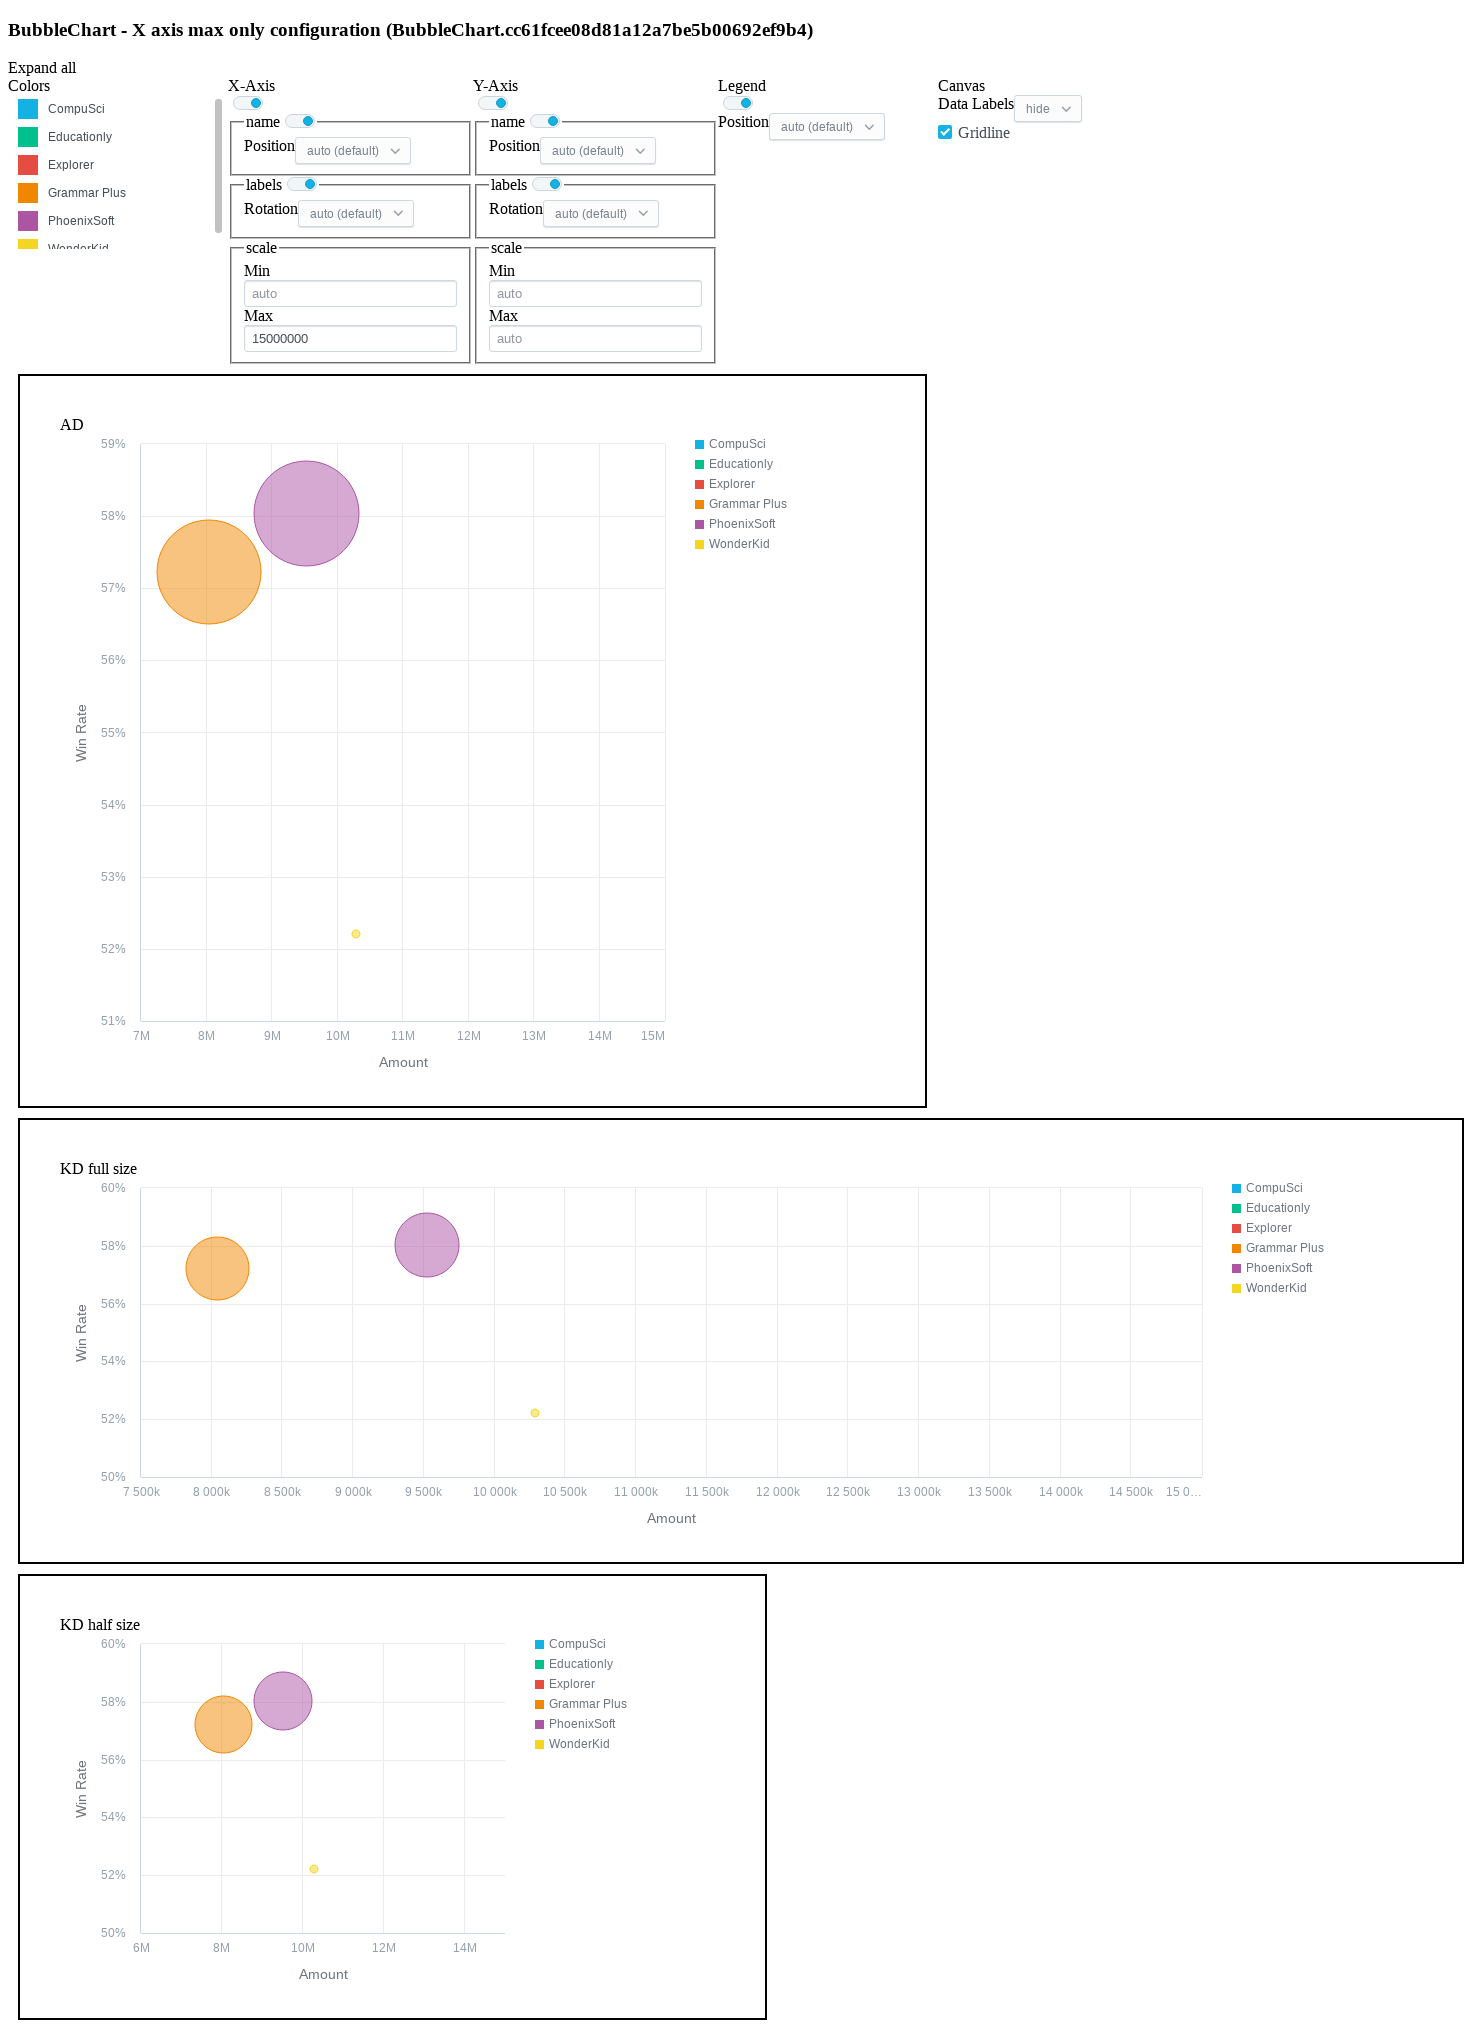 BubbleChart - X axis max only configuration (BubbleChart.cc61fcee08d81a12a7be5b00692ef9b4)
Expand all
Colors
CompuSci
Educationly
Explorer
Grammar Plus
PhoenixSoft
WonderKid
X-Axis
name
Position auto (default)
labels
Rotation auto (default)
scale
Min
auto
Max
15000000
Y-Axis
name
Position auto (default)
labels
Rotation auto (default)
scale
Min
auto
Max
auto
Legend
Position auto (default)
Canvas
Data Labels hide
Gridline
AD
59%
58%
57%
56%
55%
54%
53%
52%
51%
Win Rate
7M 8M 9M 10M 11M 12M 13M 14M 15M
Amount
CompuSci
Educationly
Explorer
Grammar Plus
PhoenixSoft
WonderKid
KD full size
60%
58%
56%
54%
52%
50%
Win Rate
7 500k 8 000k 8 500k 9 000k 9 500k 10 000k 10 500k 11 000k 11 500k 12 000k 12 500k 13 000k 13 500k 14 000k 14 500k 15 0…
Amount
CompuSci
Educationly
Explorer
Grammar Plus
PhoenixSoft
WonderKid
KD half size
60%
58%
56%
54%
52%
50%
Win Rate
6M 8M 10M 12M 14M
Amount
CompuSci
Educationly
Explorer
Grammar Plus
PhoenixSoft
WonderKid